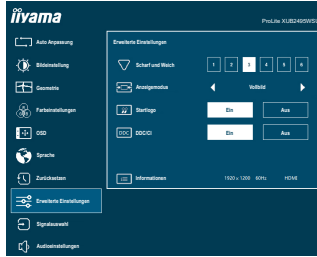 iiyama
ProLite XUB2495WSU
Auto Anpassung
Erweiterte Einstellungen
Bildeinstellung
Scharf und Weich
1 2 3 4 5 6
Geometrie
Anzeigemodus
Vollbild
Farbeinstellungen
Startlogo
Ein
Aus
OSD
DDC
DDC/CI
Ein
Aus
Sprache
Zurücksetzen
Informationen
1920 x 1200 60Hz HDMI
Erweiterte Einstellungen
Signalauswahl
Audioeinstellungen